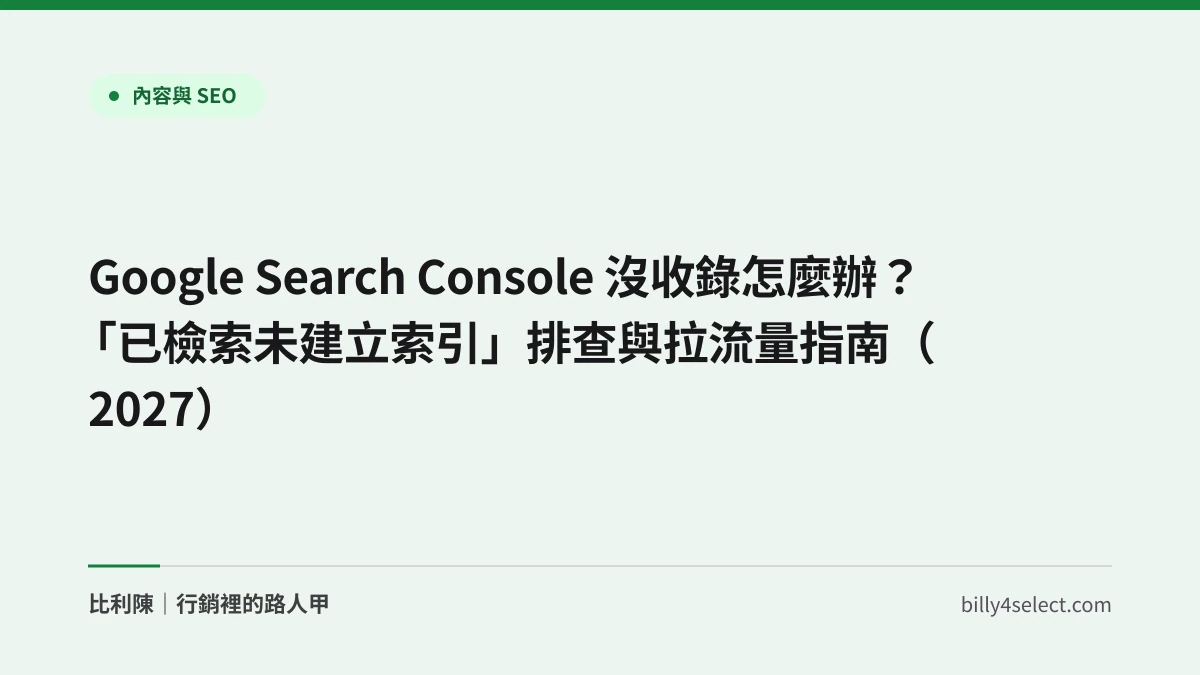 內容與 SEO
Google Search Console 沒收錄怎麼辦？
「已檢索未建立索引」排查與拉流量指南（
2027）
比利陳｜行銷裡的路人甲
billy4select.com